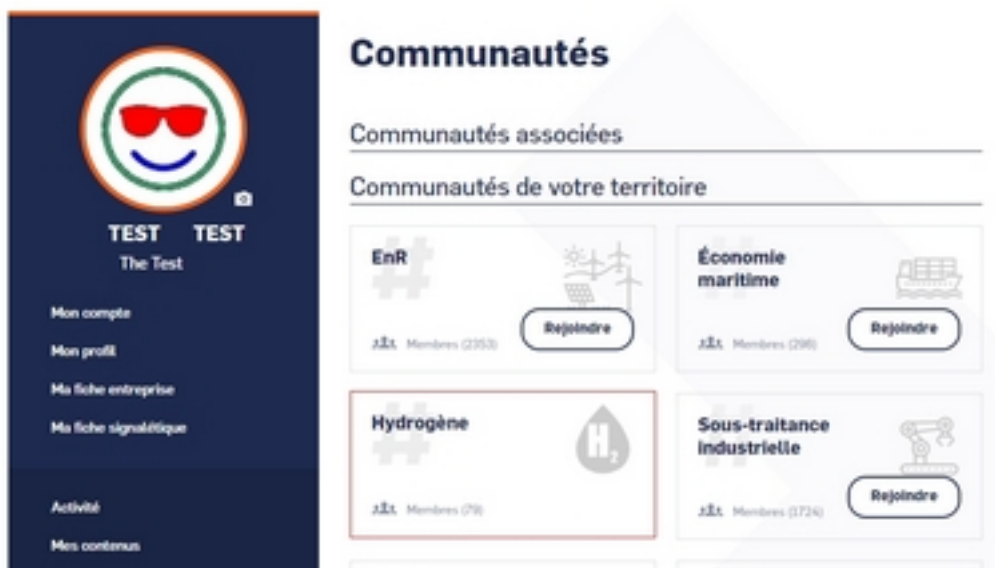 TEST TEST
The Test
Mon compte
Mon profil
Ma fiche entreprise
Ma fiche signalétique
Activité
Mes contenus
Communautés
Communautés associées
Communautés de votre territoire
#
EnR
Membres (2353)
Rejoindre
#
Économie
maritime
Membres (298)
Rejoindre
#
Hydrogène
H2
Membres (79)
#
Sous-traitance
industrielle
Membres (1724)
Rejoindre